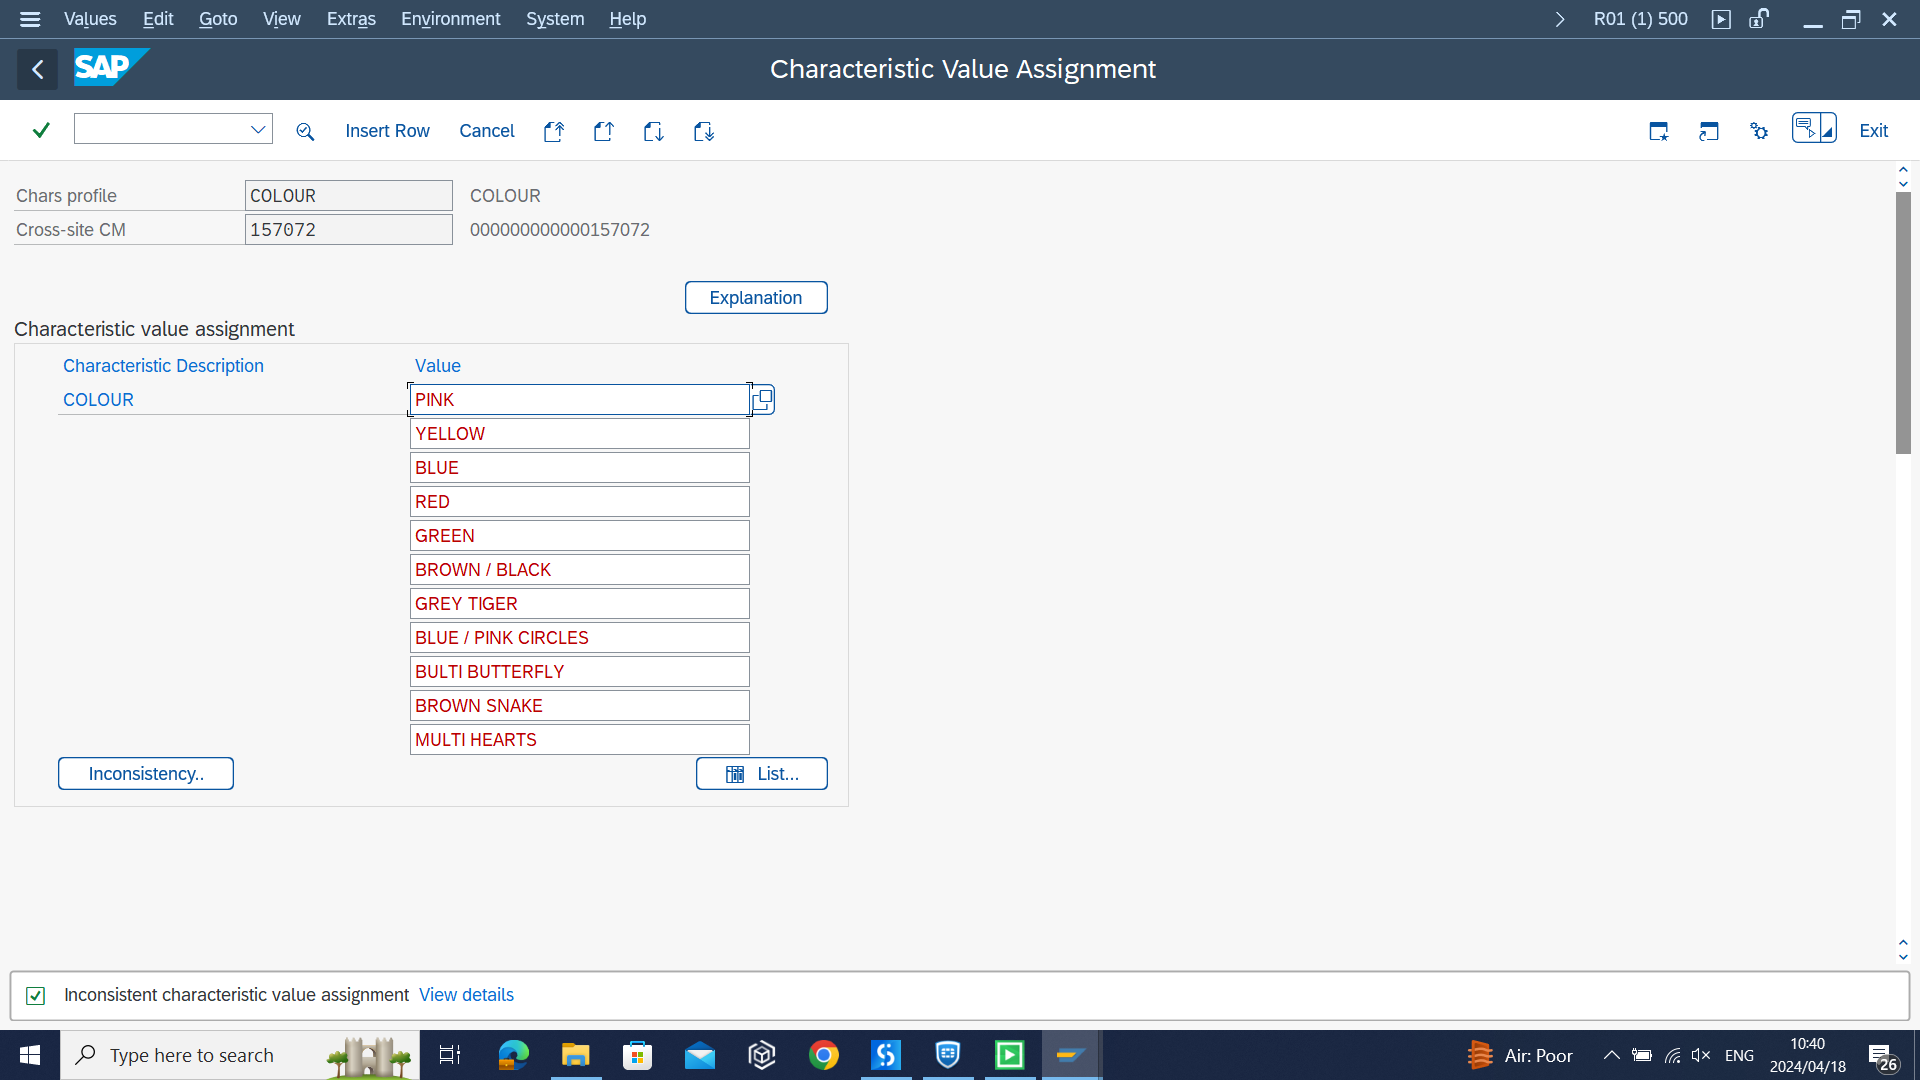 Values Edit Goto View Extras Environment System Help R01 (1) 500
SAP Characteristic Value Assignment
Insert Row Cancel Exit
Chars profile COLOUR COLOUR
Cross-site CM 157072 000000000000157072
Explanation
Characteristic value assignment
Characteristic Description Value
COLOUR PINK
YELLOW
BLUE
RED
GREEN
BROWN / BLACK
GREY TIGER
BLUE / PINK CIRCLES
BULTI BUTTERFLY
BROWN SNAKE
MULTI HEARTS
Inconsistency.. List...
Inconsistent characteristic value assignment View details
Type here to search Air: Poor ENG 10:40
2024/04/18 26